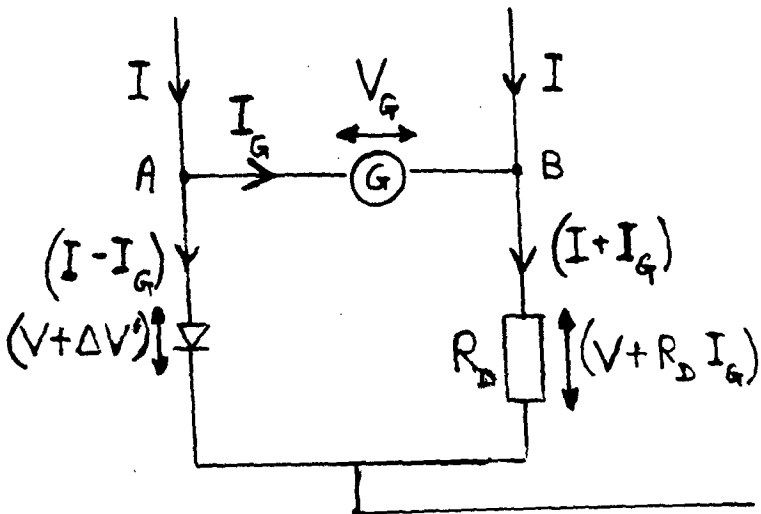 I
V_G
I
I_G
A
G
B
(I - I_G)
(I + I_G)
(V + ΔV')
R_D
(V + R_D I_G)